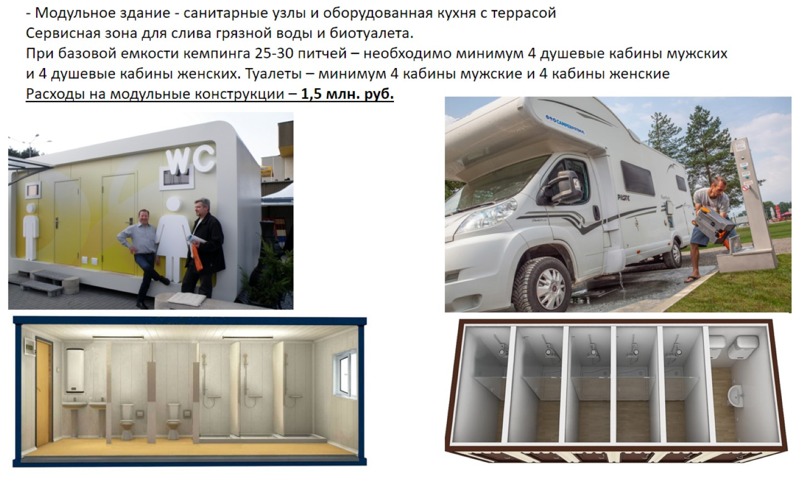 - Модульное здание - санитарные узлы и оборудованная кухня с террасой
Сервисная зона для слива грязной воды и биотуалета.
При базовой емкости кемпинга 25-30 питчей – необходимо минимум 4 душевые кабины мужских
и 4 душевые кабины женских. Туалеты – минимум 4 кабины мужские и 4 кабины женские
Расходы на модульные конструкции – 1,5 млн. руб.
WC